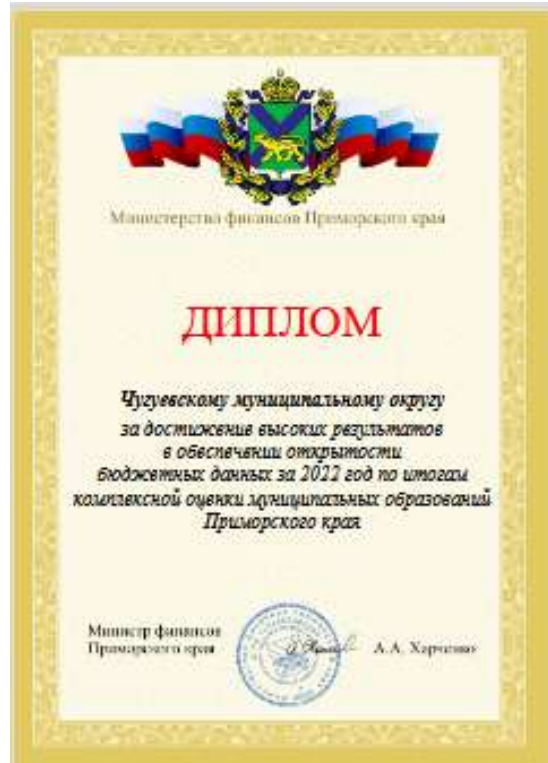 Министерство финансов Приморского края
ДИПЛОМ
Чугуевскому муниципальному округу
за достижение высоких результатов
в обеспечении открытости
бюджетных данных за 2022 год по итогам
комплексной оценки муниципальных образований
Приморского края
Министр финансов
Приморского края
А.А. Харченко